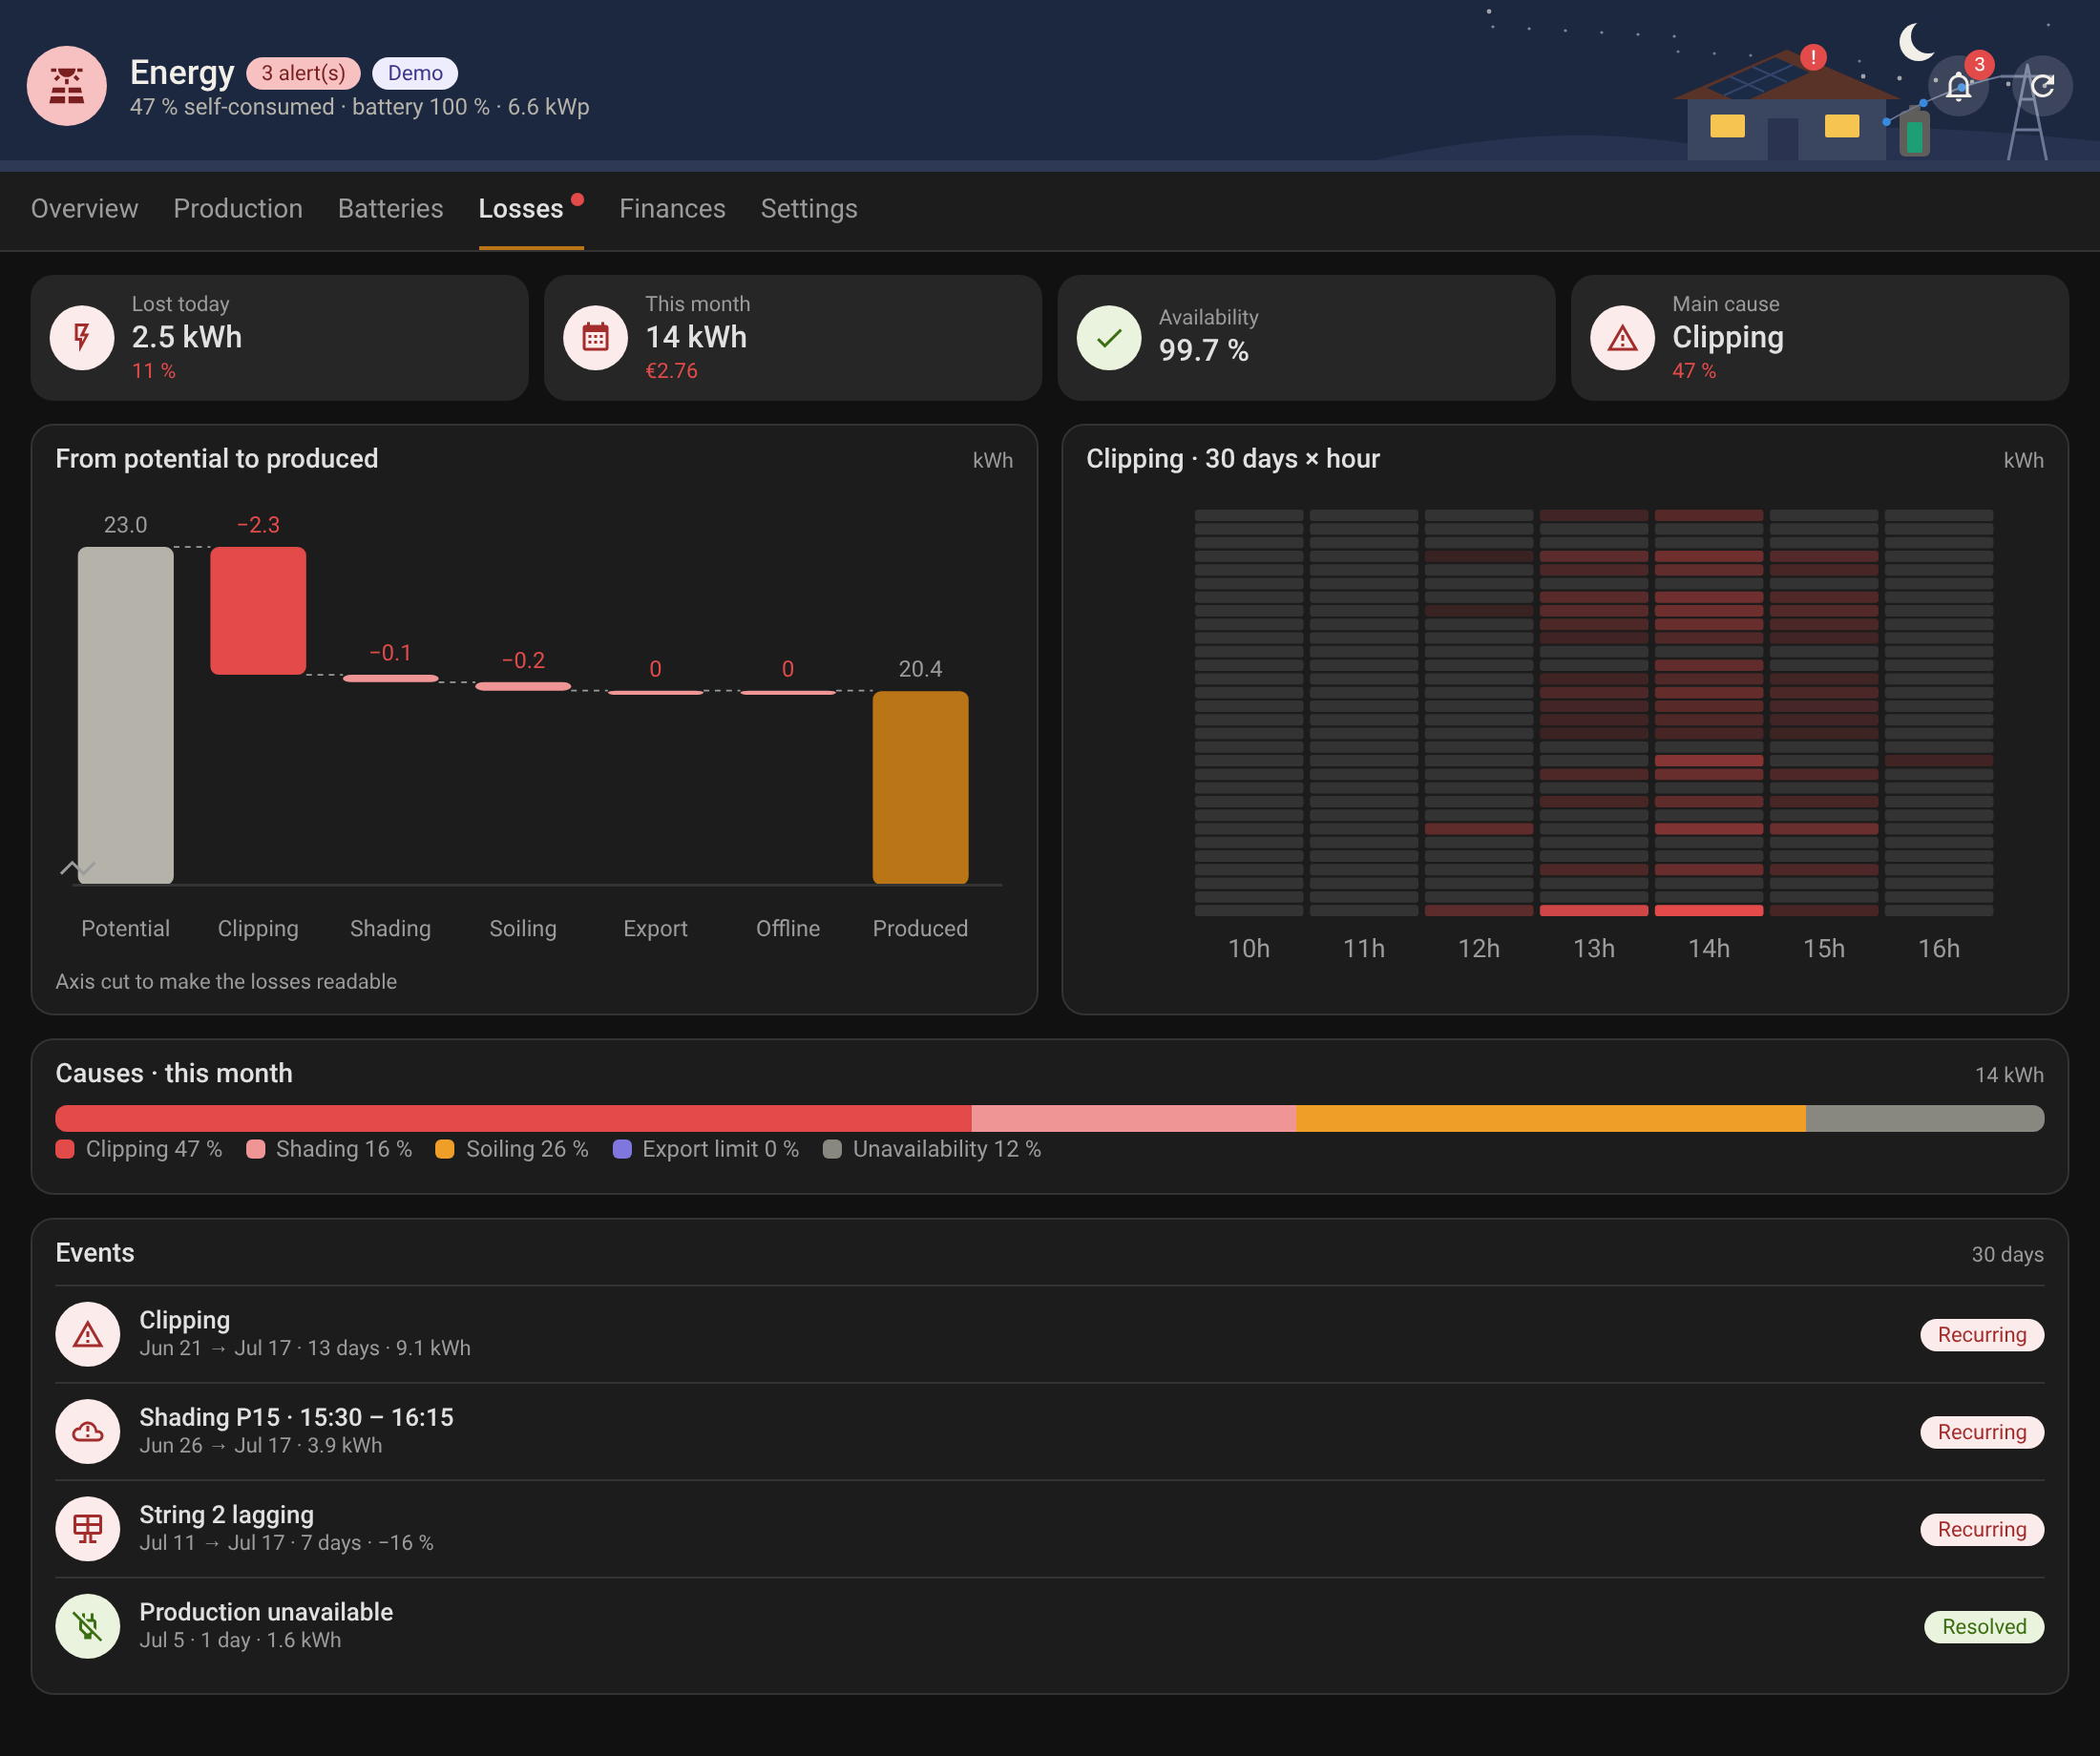 Energy 3 alert(s) Demo
47 % self-consumed · battery 100 % · 6.6 kWp
!
3
Overview Production Batteries Losses Finances Settings
Lost today
2.5 kWh
11 %
This month
14 kWh
€2.76
Availability
99.7 %
Main cause
Clipping
47 %
From potential to produced kWh
23.0 −2.3 −0.1 −0.2 0 0 20.4
Potential Clipping Shading Soiling Export Offline Produced
Axis cut to make the losses readable
Clipping · 30 days × hour kWh
10h 11h 12h 13h 14h 15h 16h
Causes · this month 14 kWh
Clipping 47 % Shading 16 % Soiling 26 % Export limit 0 % Unavailability 12 %
Events 30 days
Clipping
Jun 21 → Jul 17 · 13 days · 9.1 kWh
Recurring
Shading P15 · 15:30 – 16:15
Jun 26 → Jul 17 · 3.9 kWh
Recurring
String 2 lagging
Jul 11 → Jul 17 · 7 days · −16 %
Recurring
Production unavailable
Jul 5 · 1 day · 1.6 kWh
Resolved